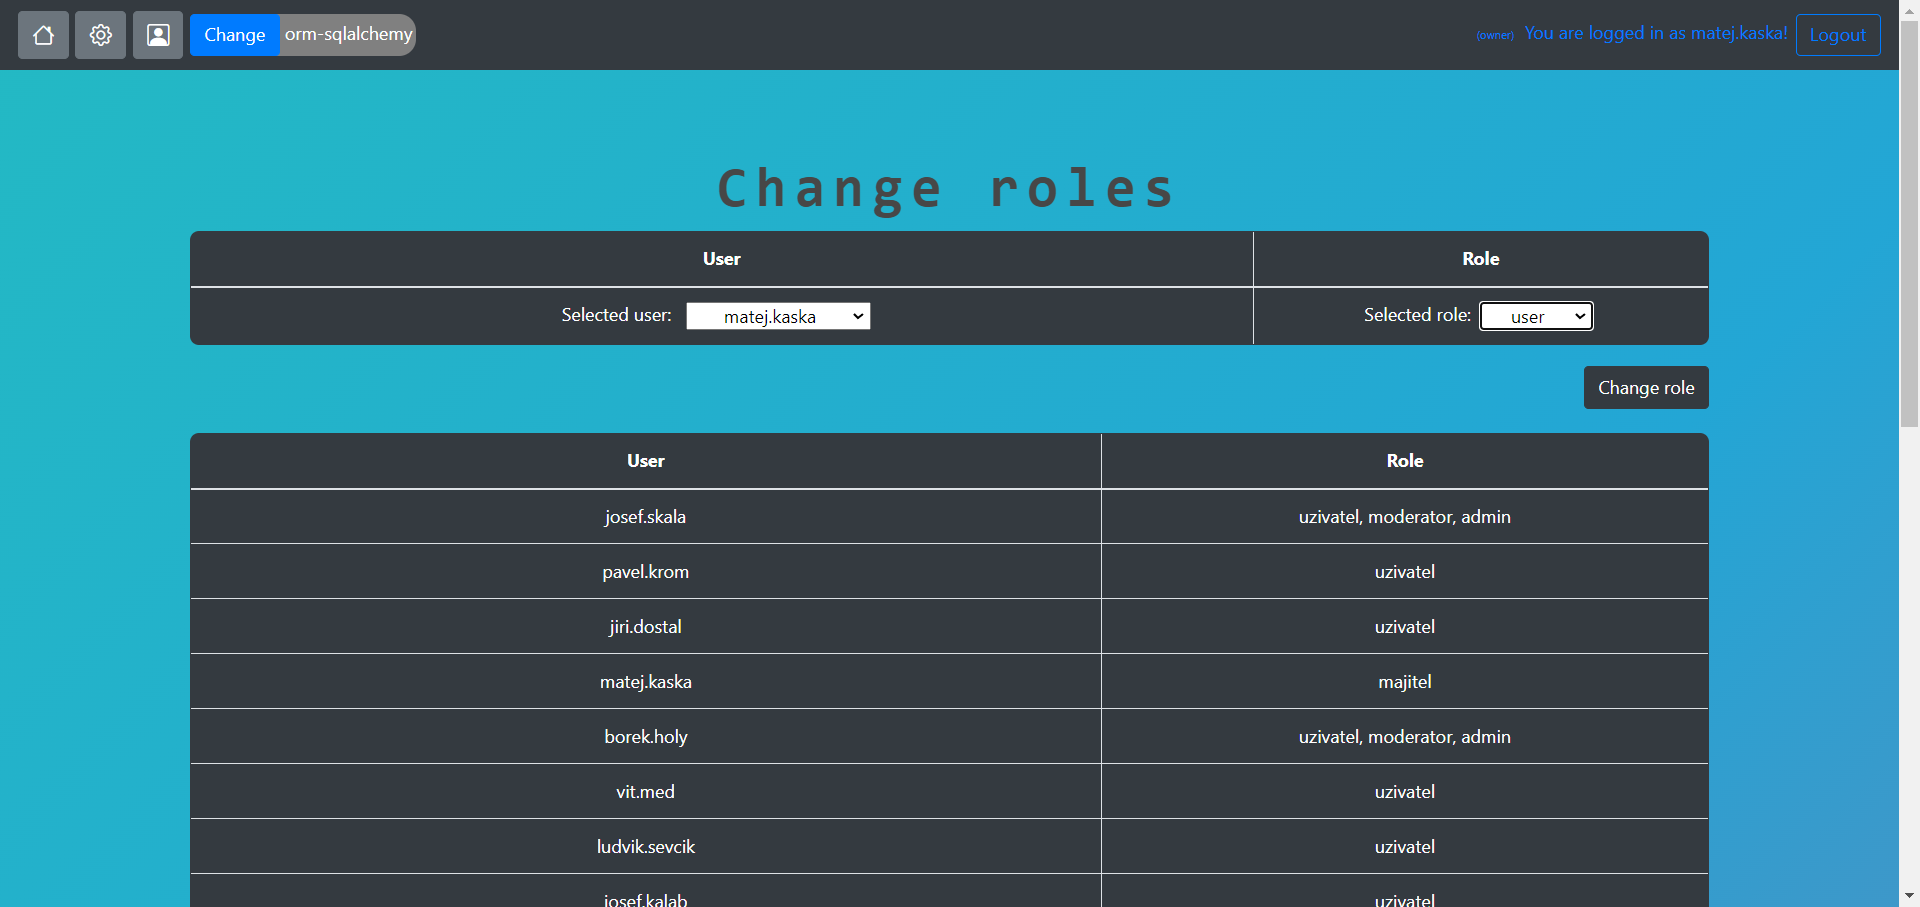 Change orm-sqlalchemy (owner) You are logged in as matej.kaska! Logout
Change roles
User Role
Selected user: matej.kaska Selected role: user
Change role
User Role
josef.skala uzivatel, moderator, admin
pavel.krom uzivatel
jiri.dostal uzivatel
matej.kaska majitel
borek.holy uzivatel, moderator, admin
vit.med uzivatel
ludvik.sevcik uzivatel
josef.kalab uzivatel